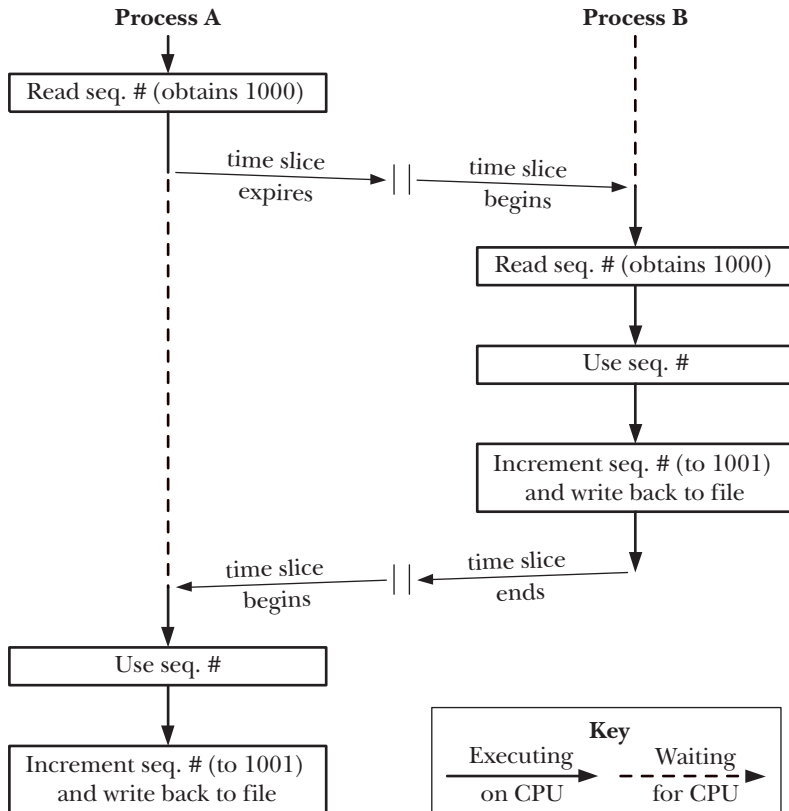 Process A
Process B
Read seq. # (obtains 1000)
time slice
expires
time slice
begins
Read seq. # (obtains 1000)
Use seq. #
Increment seq. # (to 1001)
and write back to file
time slice
begins
time slice
ends
Use seq. #
Increment seq. # (to 1001)
and write back to file
Key
Executing
on CPU
Waiting
for CPU